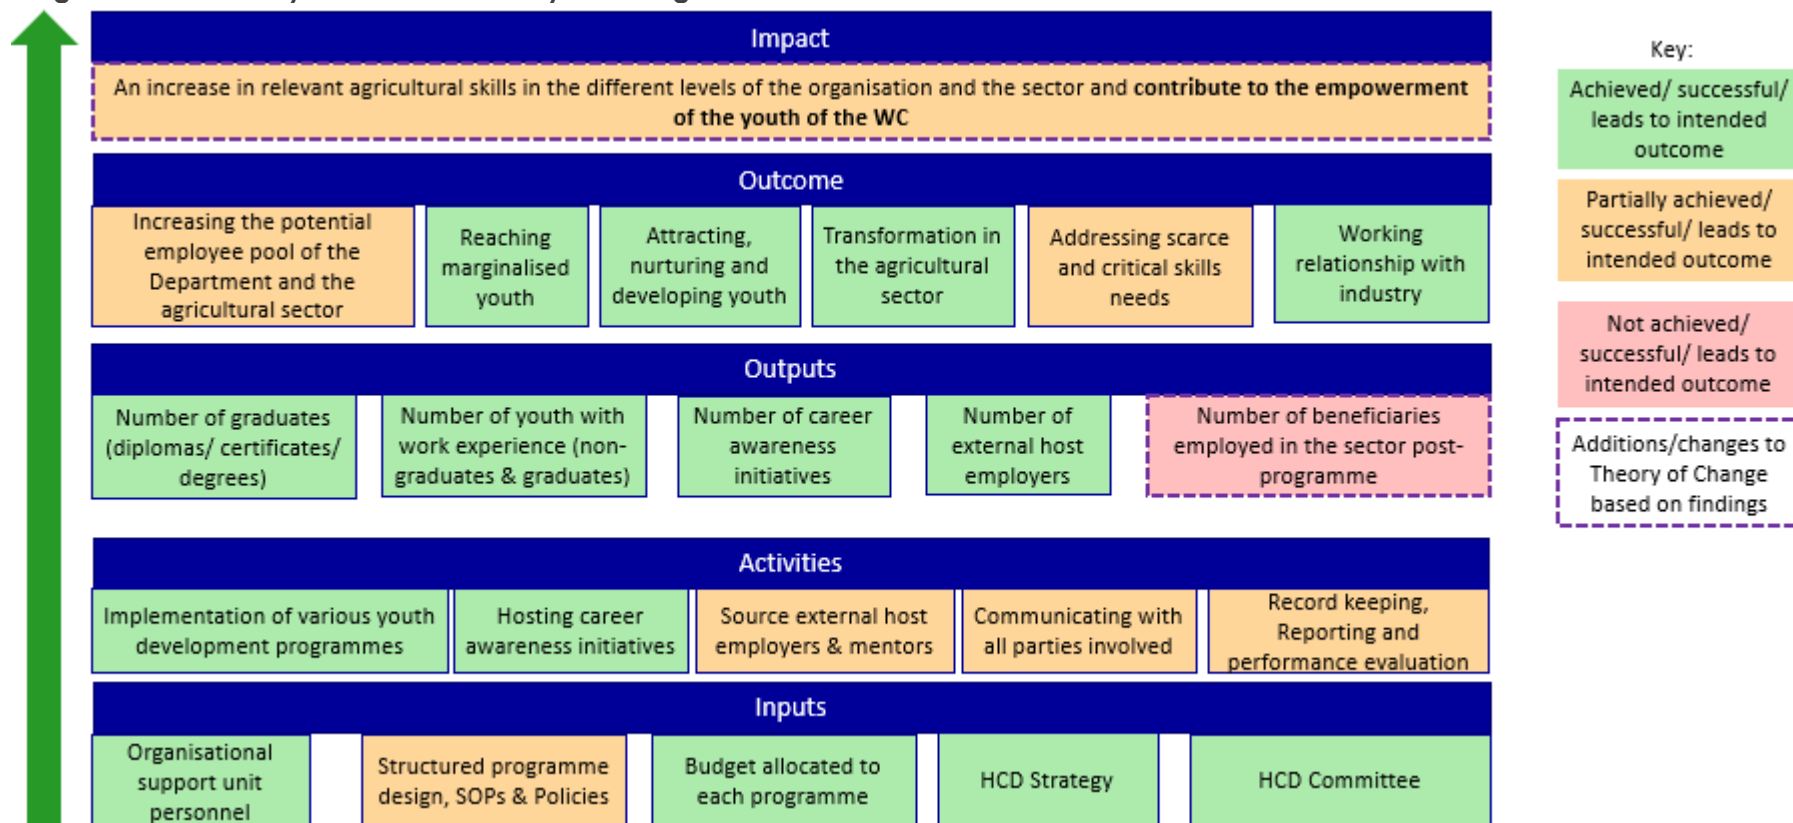 Impact
An increase in relevant agricultural skills in the different levels of the organisation and the sector and contribute to the empowerment
of the youth of the WC
Outcome
Increasing the potential
employee pool of the
Department and the
agricultural sector
Reaching
marginalised
youth
Attracting,
nurturing and
developing youth
Transformation in
the agricultural
sector
Addressing scarce
and critical skills
needs
Working
relationship with
industry
Outputs
Number of graduates
(diplomas/ certificates/
degrees)
Number of youth with
work experience (non-
graduates & graduates)
Number of career
awareness
initiatives
Number of
external host
employers
Number of beneficiaries
employed in the sector post-
programme
Activities
Implementation of various youth
development programmes
Hosting career
awareness initiatives
Source external host
employers & mentors
Communicating with
all parties involved
Record keeping,
Reporting and
performance evaluation
Inputs
Organisational
support unit
personnel
Structured programme
design, SOPs & Policies
Budget allocated to
each programme
HCD Strategy
HCD Committee
Key:
Achieved/ successful/
leads to intended
outcome
Partially achieved/
successful/ leads to
intended outcome
Not achieved/
successful/ leads to
intended outcome
Additions/changes to
Theory of Change
based on findings